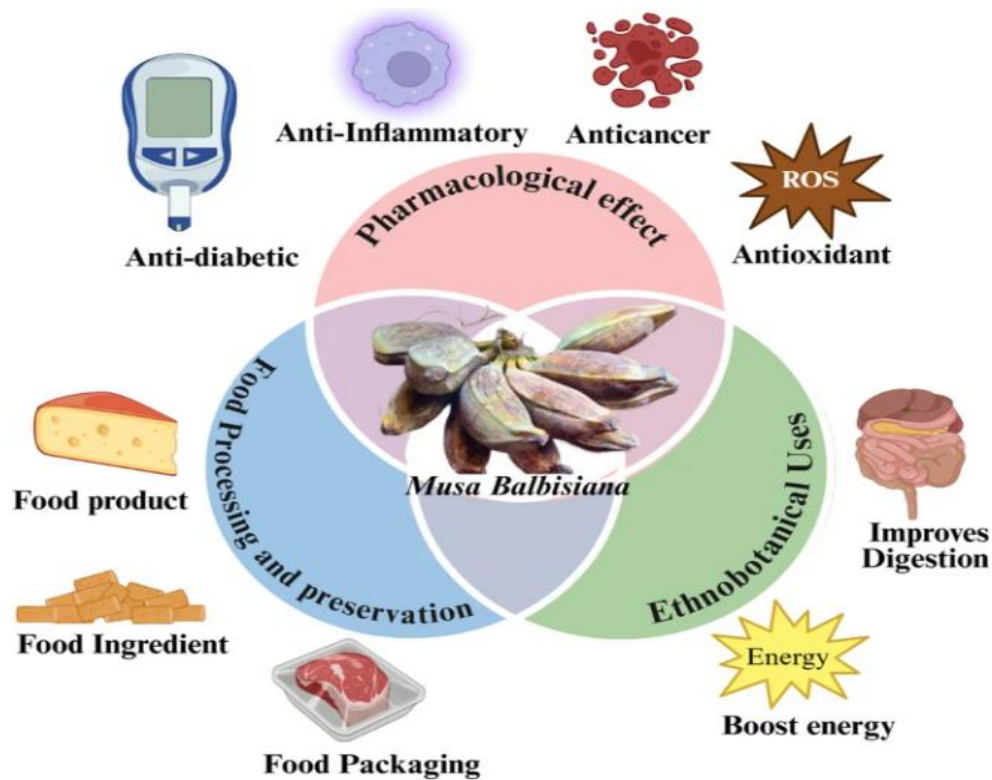 Anti-Inflammatory
Anticancer
ROS
Antioxidant
Anti-diabetic
Pharmacological effect
Food Processing and preservation
Ethnobotanical Uses
Musa Balbisiana
Food product
Improves
Digestion
Food Ingredient
Energy
Boost energy
Food Packaging